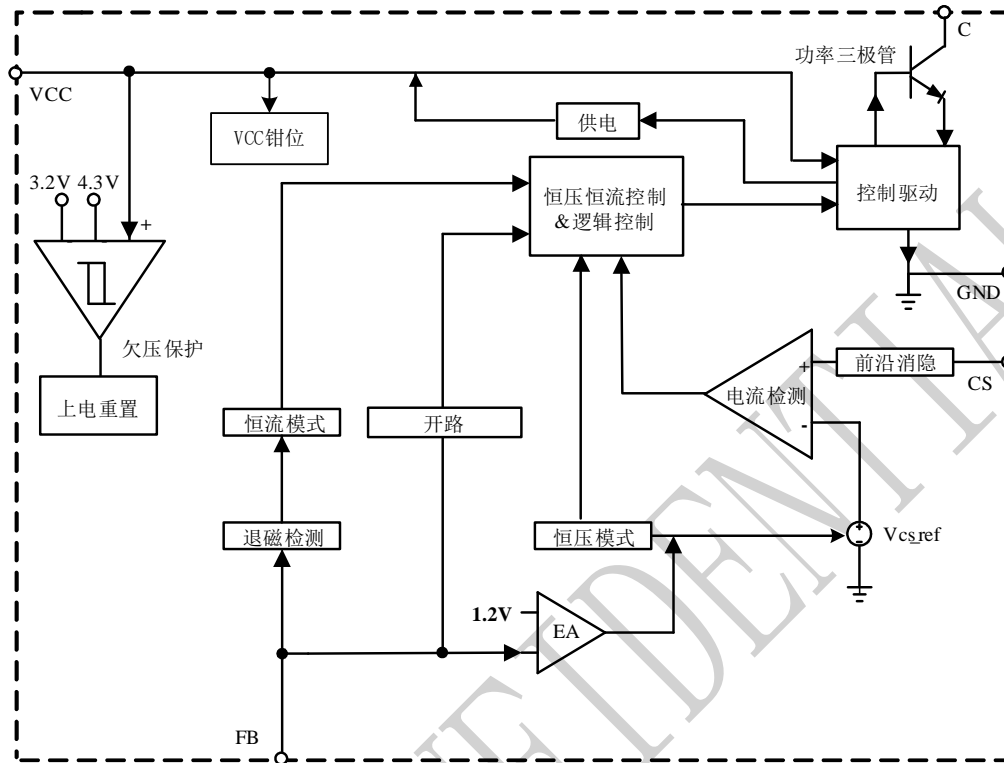 C
功率三极管
VCC
VCC钳位
供电
3.2V
4.3V
+
恒压恒流控制
&逻辑控制
控制驱动
GND
欠压保护
上电重置
前沿消隐
CS
+
电流检测
-
恒流模式
开路
退磁检测
恒压模式
+
-
Vcs_ref
1.2V
EA
FB
FIDENTIA